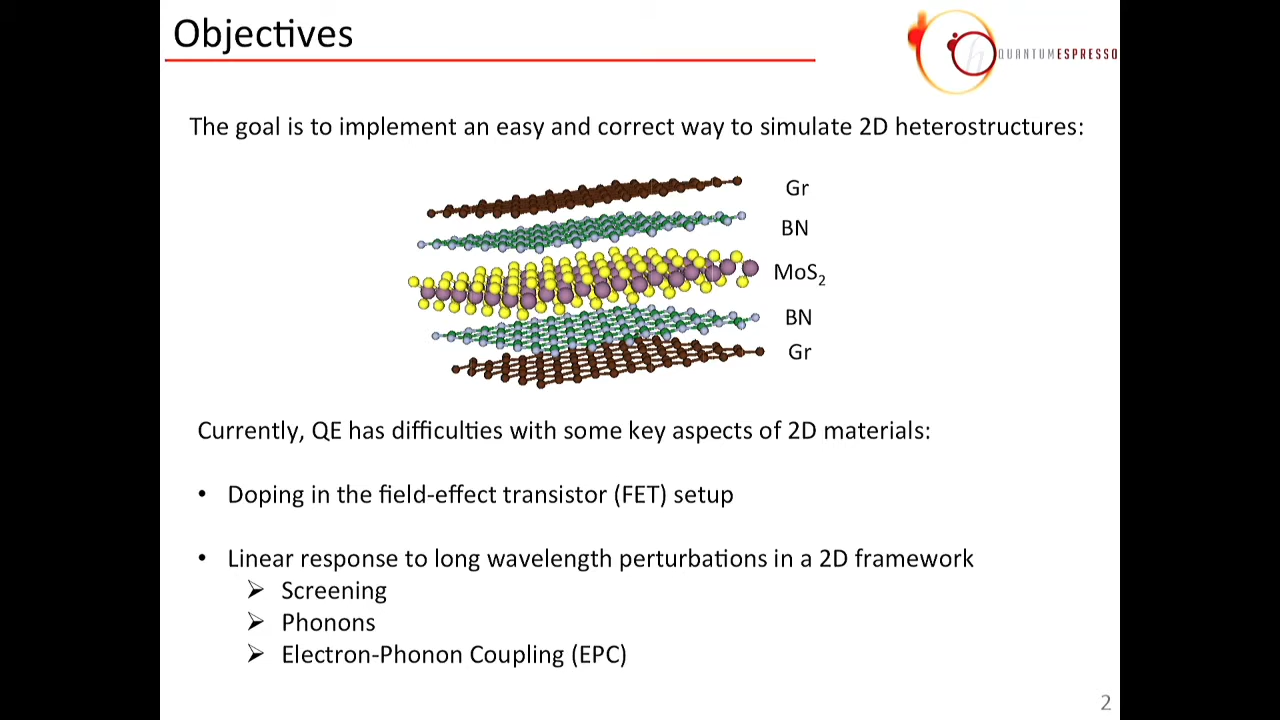 Objectives
QUANTUMESPRESSO
The goal is to implement an easy and correct way to simulate 2D heterostructures:
Gr
BN
MoS₂
BN
Gr
Currently, QE has difficulties with some key aspects of 2D materials:
• Doping in the field-effect transistor (FET) setup
• Linear response to long wavelength perturbations in a 2D framework
➢ Screening
➢ Phonons
➢ Electron-Phonon Coupling (EPC)
2